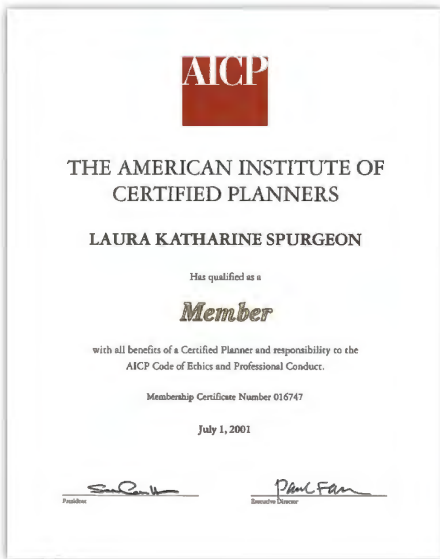 AICP
THE AMERICAN INSTITUTE OF
CERTIFIED PLANNERS
LAURA KATHARINE SPURGEON
Has qualified as a
Member
with all benefits of a Certified Planner and responsibility to the
AICP Code of Ethics and Professional Conduct.
Membership Certificate Number 016747
July 1, 2001
President
Executive Director